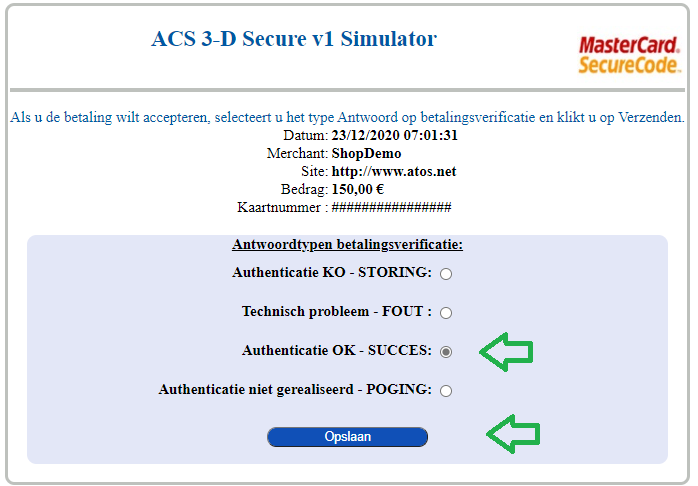 ACS 3-D Secure v1 Simulator
MasterCard.
SecureCode.
Als u de betaling wilt accepteren, selecteert u het type Antwoord op betalingsverificatie en klikt u op Verzenden.
Datum: 23/12/2020 07:01:31
Merchant: ShopDemo
Site: http://www.atos.net
Bedrag: 150,00 €
Kaartnummer : ################
Antwoordtypen betalingsverificatie:
Authenticatie KO - STORING:
Technisch probleem - FOUT :
Authenticatie OK - SUCCES:
Authenticatie niet gerealiseerd - POGING:
Opslaan